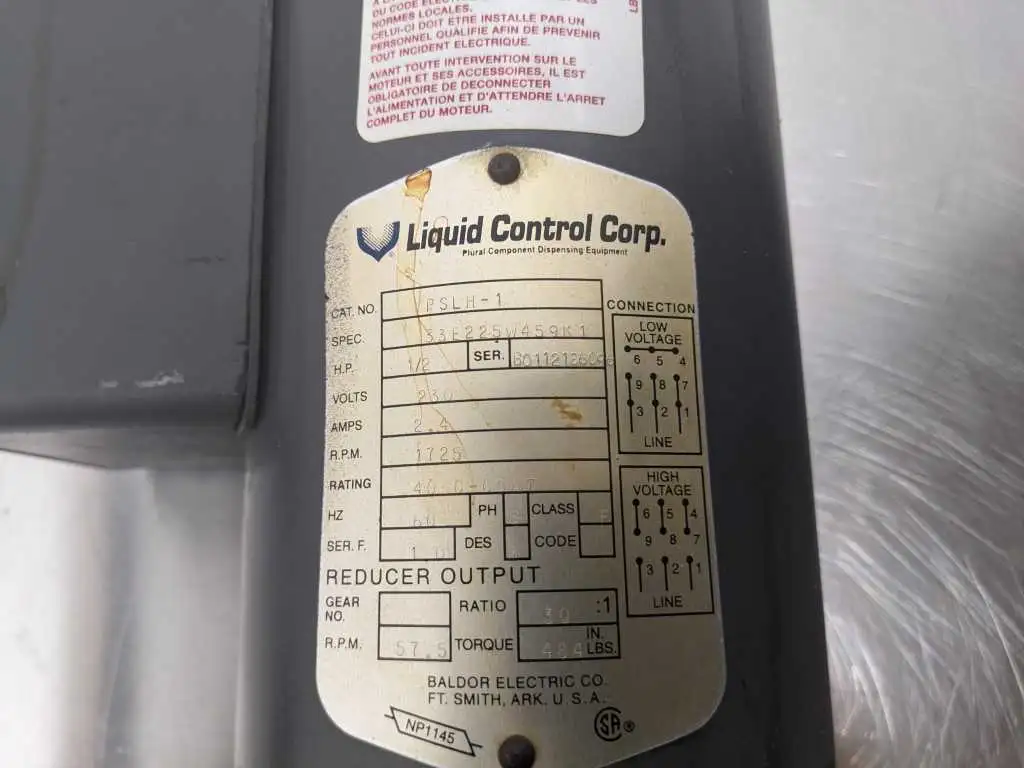 DU CODE
NORMES LOCALES.
CELUI-CI DOIT ETRE INSTALLE PAR UN
PERSONNEL QUALIFIE AFIN DE PREVENIR
TOUT INCIDENT ELECTRIQUE.
AVANT TOUTE INTERVENTION SUR LE
MOTEUR ET SES ACCESSOIRES, IL EST
OBLIGATOIRE DE DECONNECTER
L'ALIMENTATION ET D'ATTENDRE L'ARRET
COMPLET DU MOTEUR.
Liquid Control Corp.
Plural Component Dispensing Equipment
CAT. NO. PSLH-1
SPEC. 33E225W459K1
H.P. 1/2 SER.
VOLTS 230
AMPS 2.4
R.P.M. 1725
RATING
HZ 60 PH CLASS
SER. F. 1.0 DES CODE
REDUCER OUTPUT
GEAR NO. RATIO 30 :1
R.P.M. 57.5 TORQUE 484 IN. LBS.
CONNECTION
LOW
VOLTAGE
6 5 4
9 8 7
3 2 1
LINE
HIGH
VOLTAGE
6 5 4
9 8 7
3 2 1
LINE
BALDOR ELECTRIC CO.
FT. SMITH, ARK. U.S.A.
NP1145
SA ®